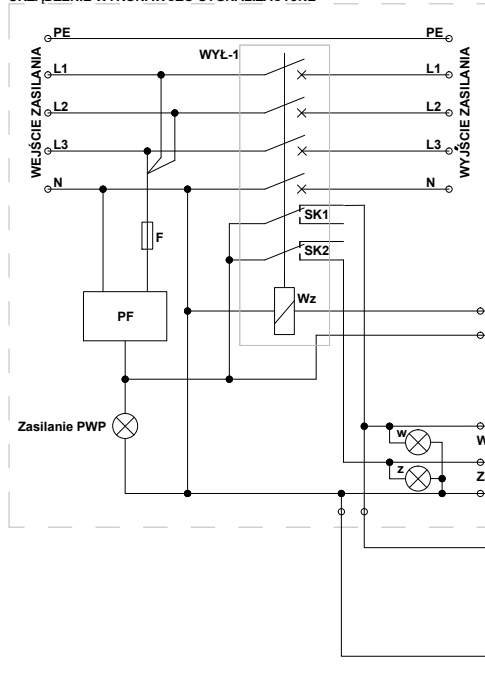 PE PE
WYŁ-1
L1 L1
L2 L2
WEJŚCIE ZASILANIA
WYJŚCIE ZASILANIA
L3 L3
N N
SK1
F
SK2
Wz
PF
Zasilanie PWP
w
W
z